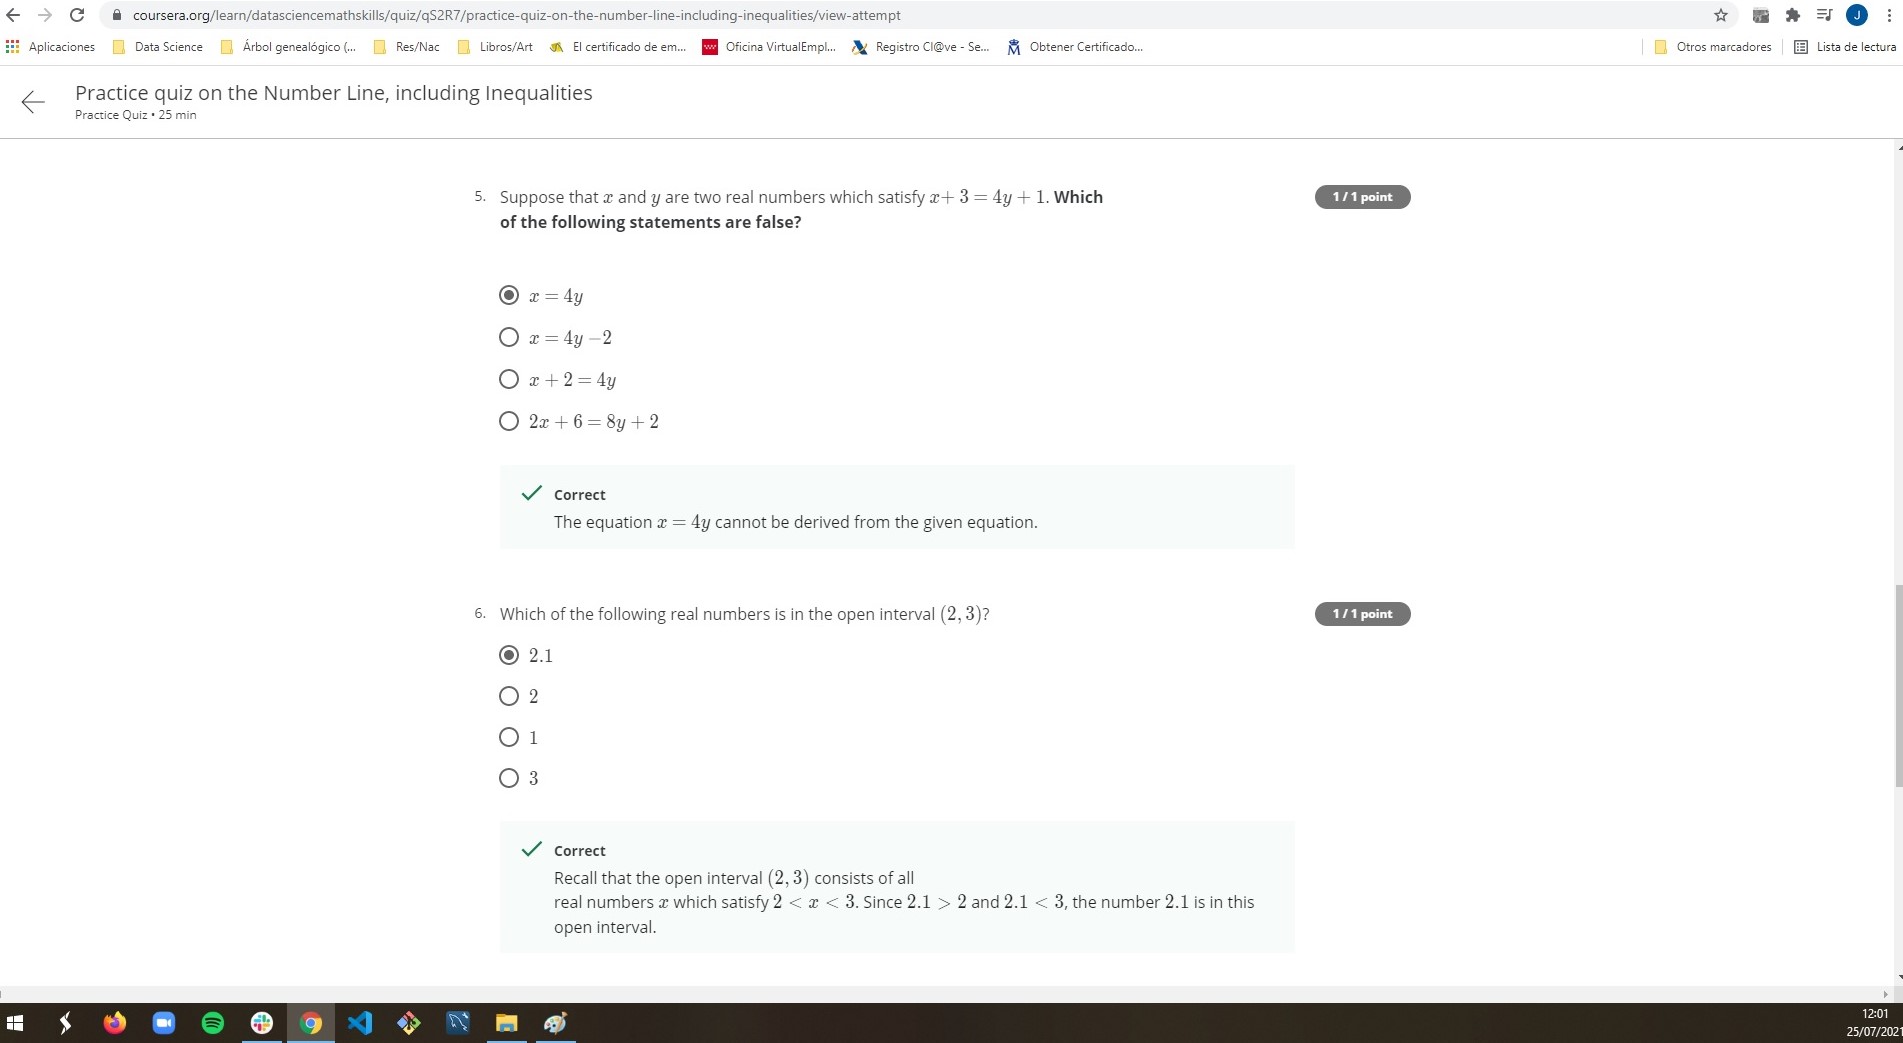 coursera.org/learn/datasciencemathskills/quiz/qS2R7/practice-quiz-on-the-number-line-including-inequalities/view-attempt
J
Aplicaciones Data Science Árbol genealógico (... Res/Nac Libros/Art El certificado de em... Oficina VirtualEmpl... Registro Cl@ve - Se... Obtener Certificado... Otros marcadores Lista de lectura
Practice quiz on the Number Line, including Inequalities
Practice Quiz • 25 min
5. Suppose that x and y are two real numbers which satisfy x+ 3 = 4y + 1. Which 1 / 1 point
of the following statements are false?
x = 4y
x = 4y −2
x + 2 = 4y
2x + 6 = 8y + 2
Correct
The equation x = 4y cannot be derived from the given equation.
6. Which of the following real numbers is in the open interval (2, 3)? 1 / 1 point
2.1
2
1
3
Correct
Recall that the open interval (2, 3) consists of all
real numbers x which satisfy 2 < x < 3. Since 2.1 > 2 and 2.1 < 3, the number 2.1 is in this
open interval.
12:01
25/07/2021